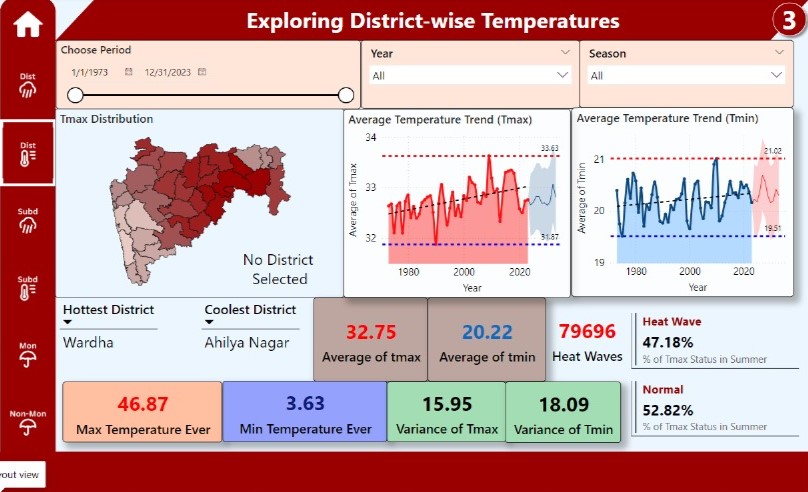 Exploring District-wise Temperatures
3
Dist
Dist
Subd
Subd
Mon
Non-Mon
Choose Period
1/1/1973
12/31/2023
Year
All
Season
All
Tmax Distribution
No District
Selected
Average Temperature Trend (Tmax)
Average of Tmax
34
33
32
33.63
31.87
1980
2000
2020
Year
Average Temperature Trend (Tmin)
Average of Tmin
21
20
19
21.02
19.51
1980
2000
2020
Year
Hottest District
Wardha
Coolest District
Ahilya Nagar
32.75
Average of tmax
20.22
Average of tmin
79696
Heat Waves
Heat Wave
47.18%
% of Tmax Status in Summer
46.87
Max Temperature Ever
3.63
Min Temperature Ever
15.95
Variance of Tmax
18.09
Variance of Tmin
Normal
52.82%
% of Tmax Status in Summer
out view